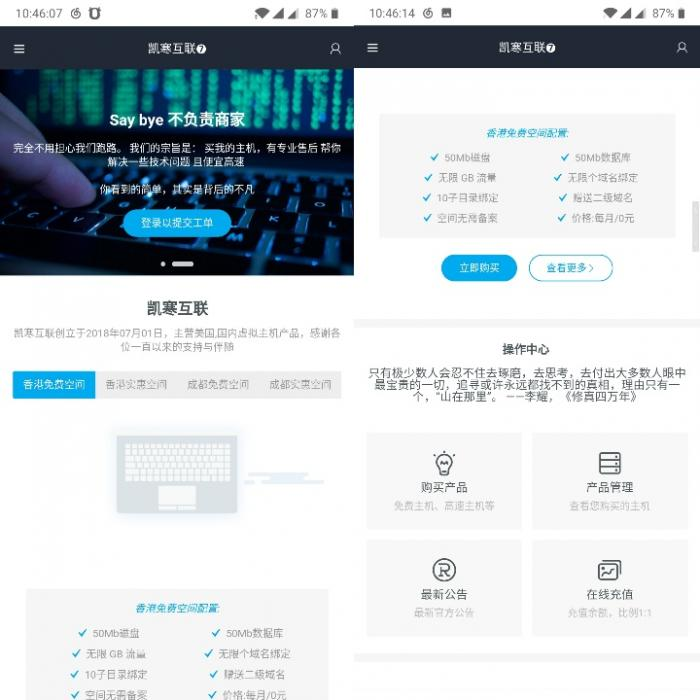 10:46:07
87%
凯寒互联7
Say bye 不负责商家
完全不用担心我们跑路。 我们的宗旨是： 买我的主机，有专业售后 帮你
解决一些技术问题 且便宜高速
你看到的简单，其实是背后的不凡
登录以提交工单
凯寒互联
凯寒互联创立于2018年07月01日，主营美国,国内虚拟主机产品，感谢各
位一直以来的支持与伴随
香港免费空间 香港实惠空间 成都免费空间 成都实惠空间
香港免费空间配置:
50Mb磁盘 50Mb数据库
无限 GB 流量 无限个域名绑定
10子目录绑定 赠送二级域名
空间无需备案 价格:每月/0元
10:46:14
87%
凯寒互联7
香港免费空间配置:
50Mb磁盘 50Mb数据库
无限 GB 流量 无限个域名绑定
10子目录绑定 赠送二级域名
空间无需备案 价格:每月/0元
立即购买 查看更多
操作中心
只有极少数人会忍不住去琢磨，去思考，去付出大多数人眼中
最宝贵的一切，追寻或许永远都找不到的真相，理由只有一
个，“山在那里”。 ——李耀，《修真四万年》
购买产品 产品管理
免费主机、高速主机等 查看您购买的主机
最新公告 在线充值
最新官方公告 充值余额，比例1:1